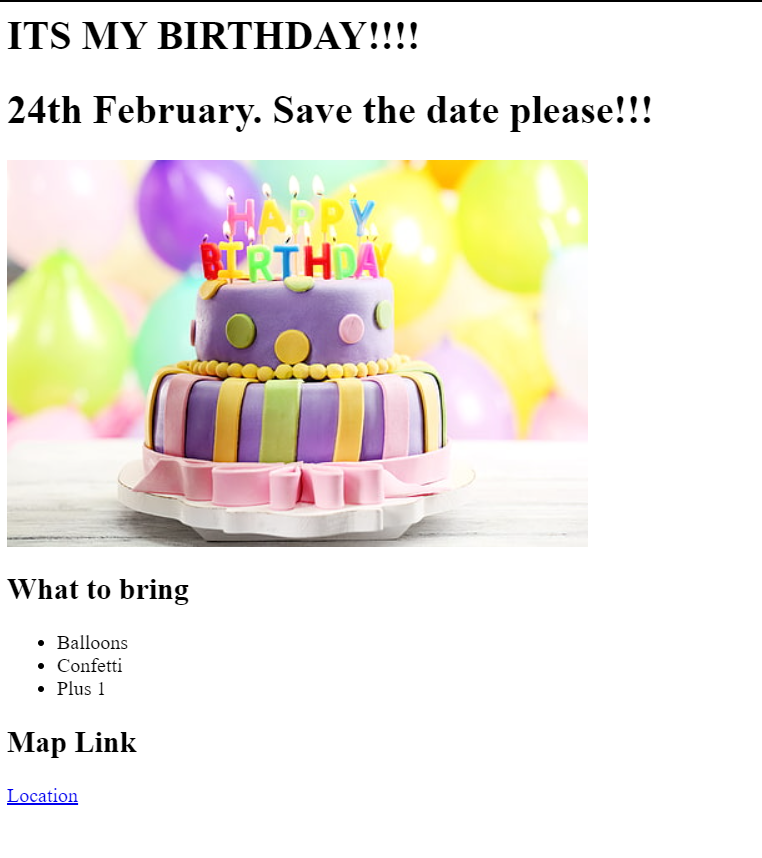 ITS MY BIRTHDAY!!!!
24th February. Save the date please!!!
HAPPY
BIRTHDAY
What to bring
Balloons
Confetti
Plus 1
Map Link
Location